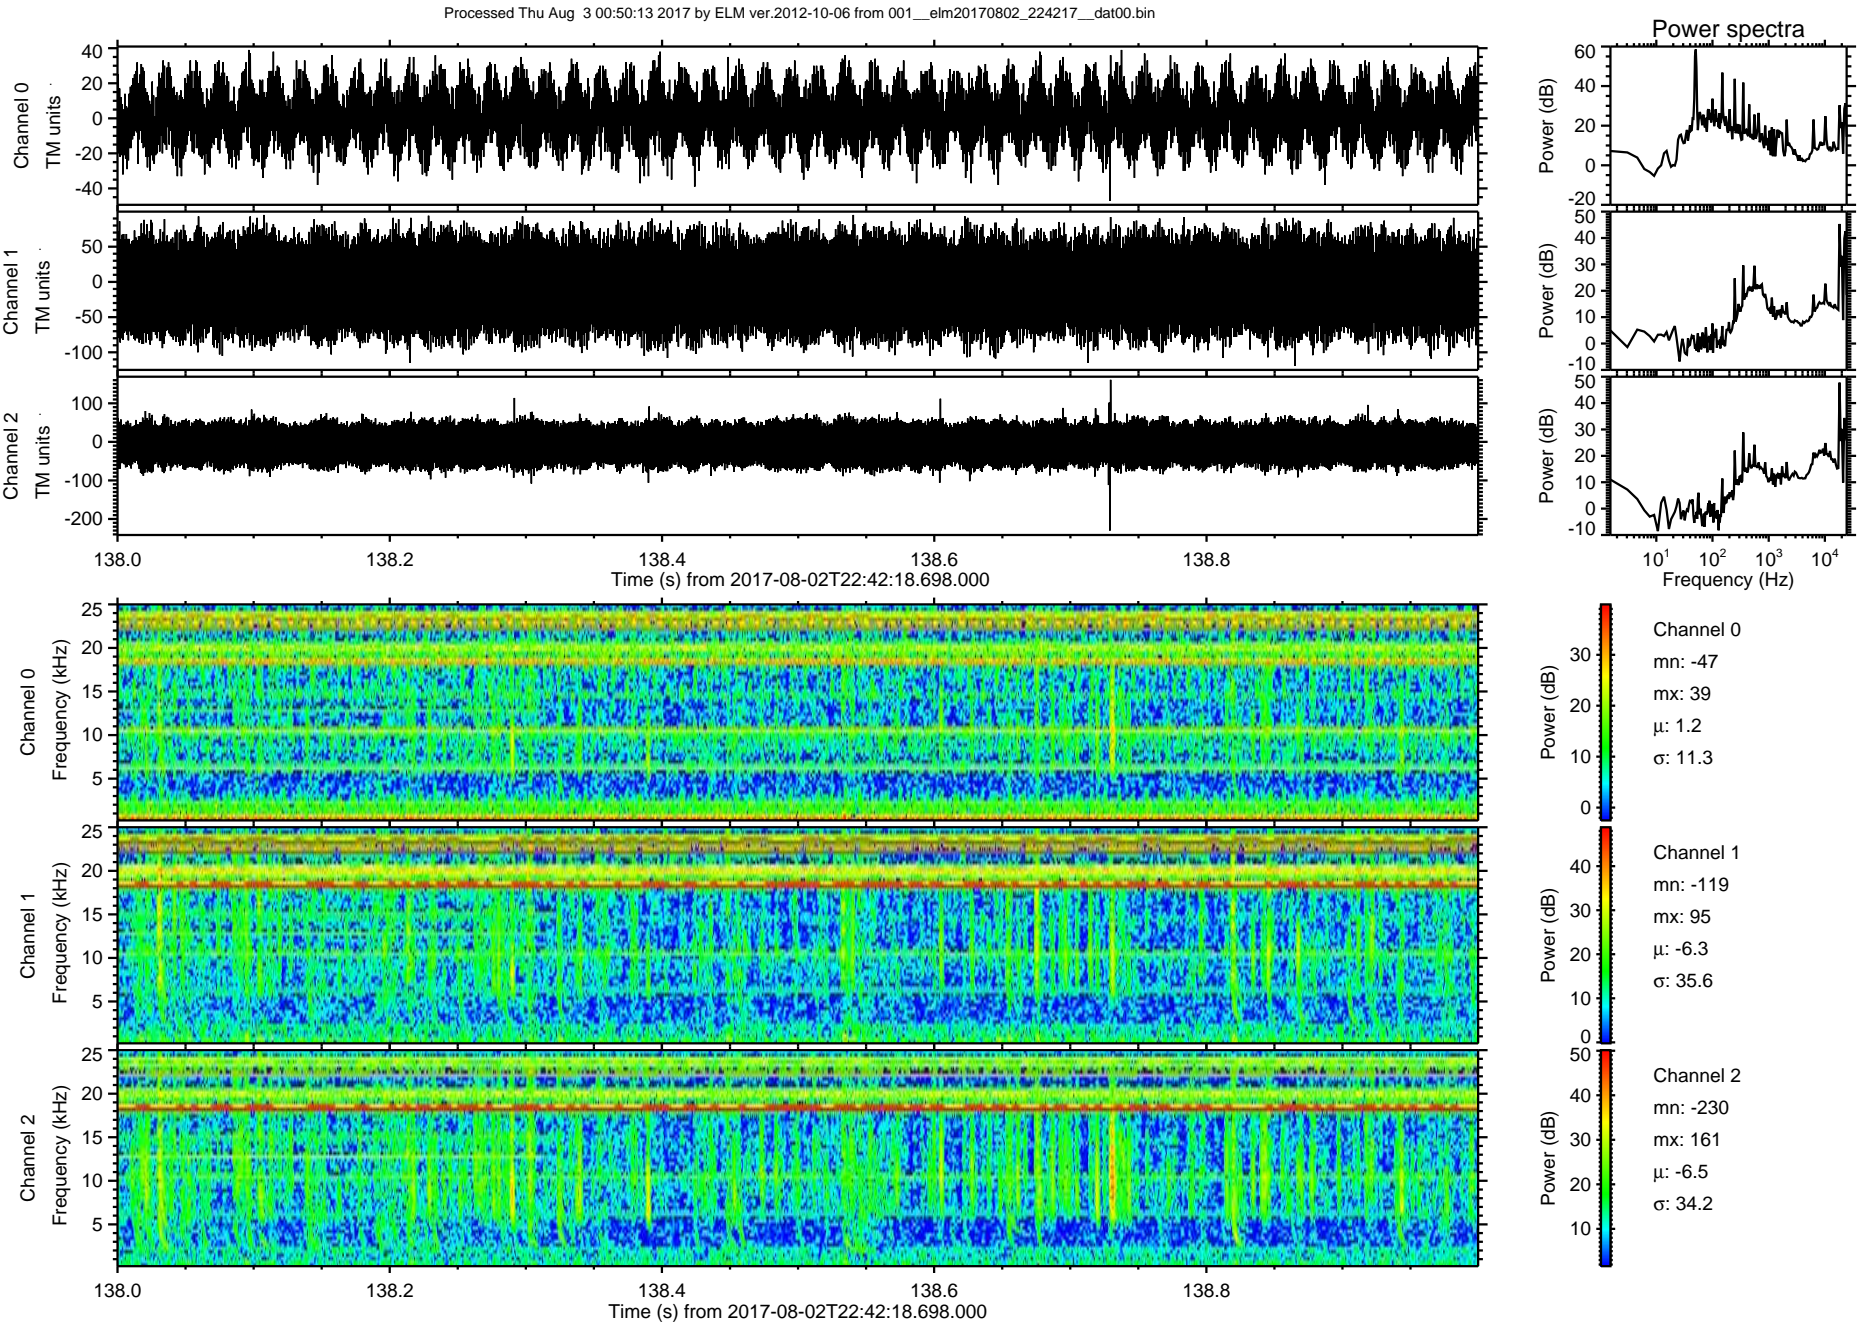 Processed Thu Aug  3 00:50:13 2017 by ELM ver.2012-10-06 from 001__elm20170802_224217__dat00.bin
Power spectra
Channel 0
TM units
40
20
0
-20
-40
Power (dB)
60
40
20
0
-20
Channel 1
TM units
50
0
-50
-100
Power (dB)
50
40
30
20
10
0
-10
Channel 2
TM units
100
0
-100
-200
Power (dB)
50
40
30
20
10
0
-10
138.0 138.2 138.4 138.6 138.8
Time (s) from 2017-08-02T22:42:18.698.000
10^1 10^2 10^3 10^4
Frequency (Hz)
Channel 0
Frequency (kHz)
25
20
15
10
5
Power (dB)
30
20
10
0
Channel 0
mn: -47
mx: 39
μ: 1.2
σ: 11.3
Channel 1
Frequency (kHz)
25
20
15
10
5
Power (dB)
40
30
20
10
0
Channel 1
mn: -119
mx: 95
μ: -6.3
σ: 35.6
Channel 2
Frequency (kHz)
25
20
15
10
5
Power (dB)
50
40
30
20
10
Channel 2
mn: -230
mx: 161
μ: -6.5
σ: 34.2
138.0 138.2 138.4 138.6 138.8
Time (s) from 2017-08-02T22:42:18.698.000